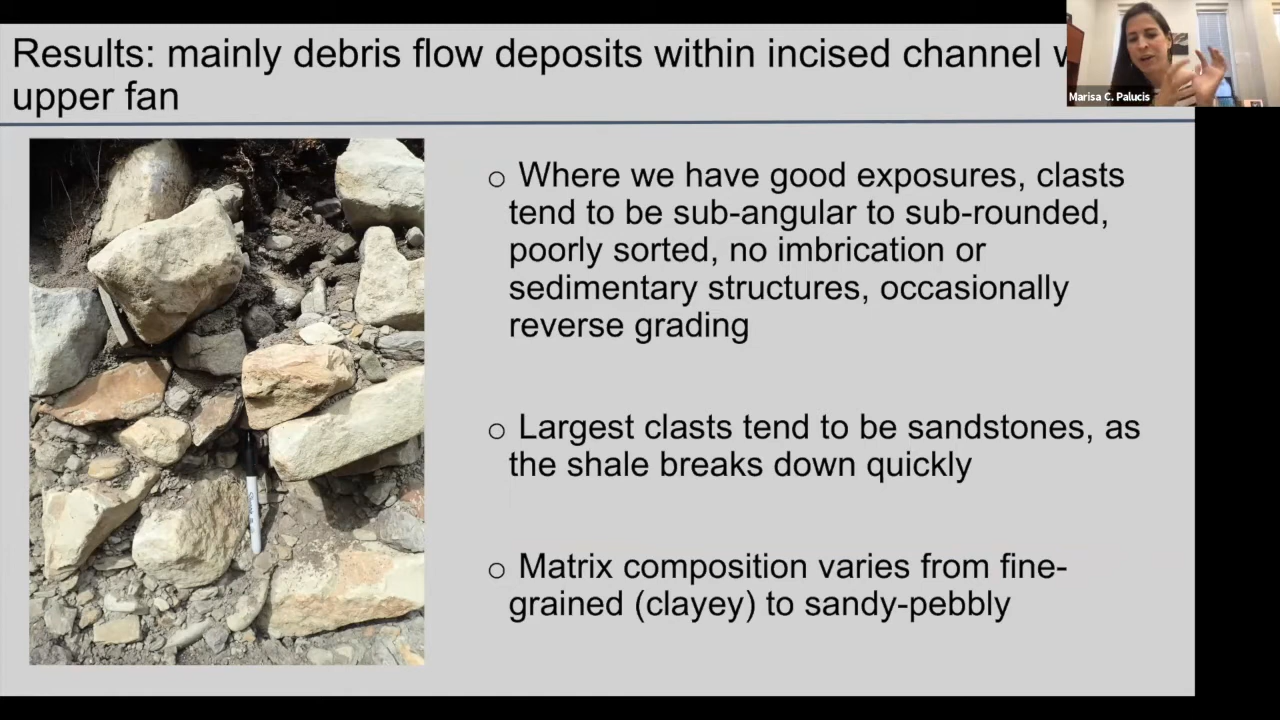 Results: mainly debris flow deposits within incised channel
upper fan
Marisa C. Palucis
o Where we have good exposures, clasts
tend to be sub-angular to sub-rounded,
poorly sorted, no imbrication or
sedimentary structures, occasionally
reverse grading
o Largest clasts tend to be sandstones, as
the shale breaks down quickly
o Matrix composition varies from fine-
grained (clayey) to sandy-pebbly